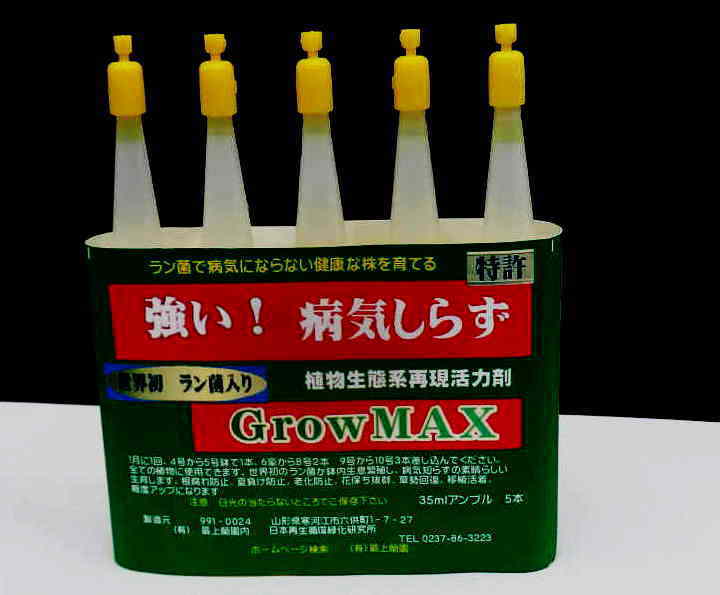 ラン菌で病気にならない健康な株を育てる
特許
強い! 病気しらず
世界初 ラン菌入り
植物生態系再現活力剤
GrowMAX
1月に1回、4号から5号鉢で1本、6号から8号2本 9号から10号3本差し込んでください。
全ての植物に使用できます。世界初のラン菌が鉢内生息繁殖し、病気知らずの素晴らしい
生育します。根腐れ防止、夏負け防止、老化防止、花保ち抜群、草勢回復、移植活着、
糖度アップになります
注意 日光の当たらないところでご保存下さい
35mlアンプル 5本
製造元 991-0024 山形県寒河江市六供町1-7-27
(有) 最上蘭園内 日本再生循環緑化研究所
TEL 0237-86-3223
ホームページ検索 (有)最上蘭園